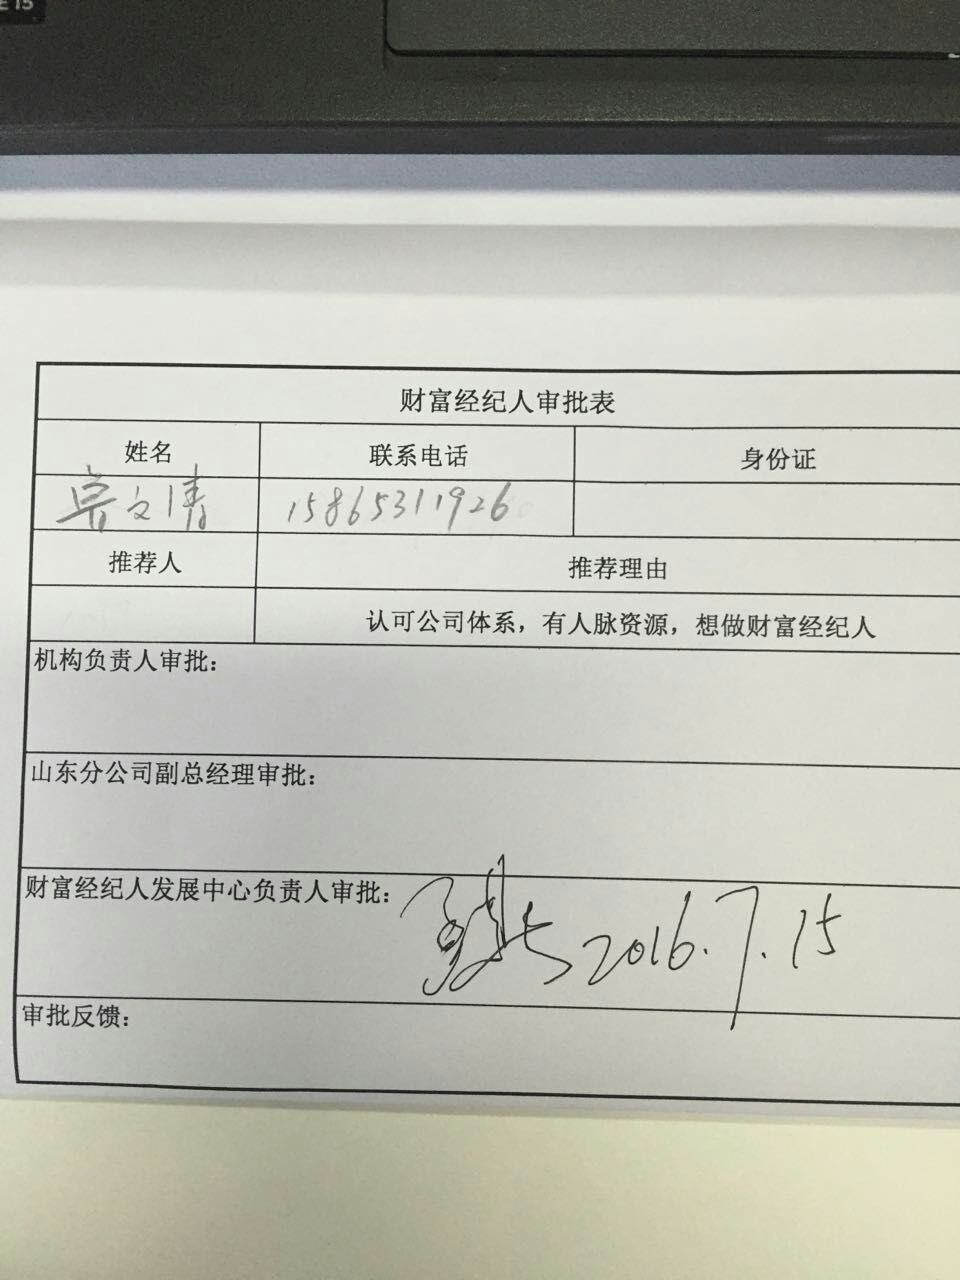 E 15
财富经纪人审批表
姓名 联系电话 身份证
文清 15865311926
推荐人 推荐理由
认可公司体系，有人脉资源，想做财富经纪人
机构负责人审批：
山东分公司副总经理审批：
财富经纪人发展中心负责人审批： 2016.7.15
审批反馈：